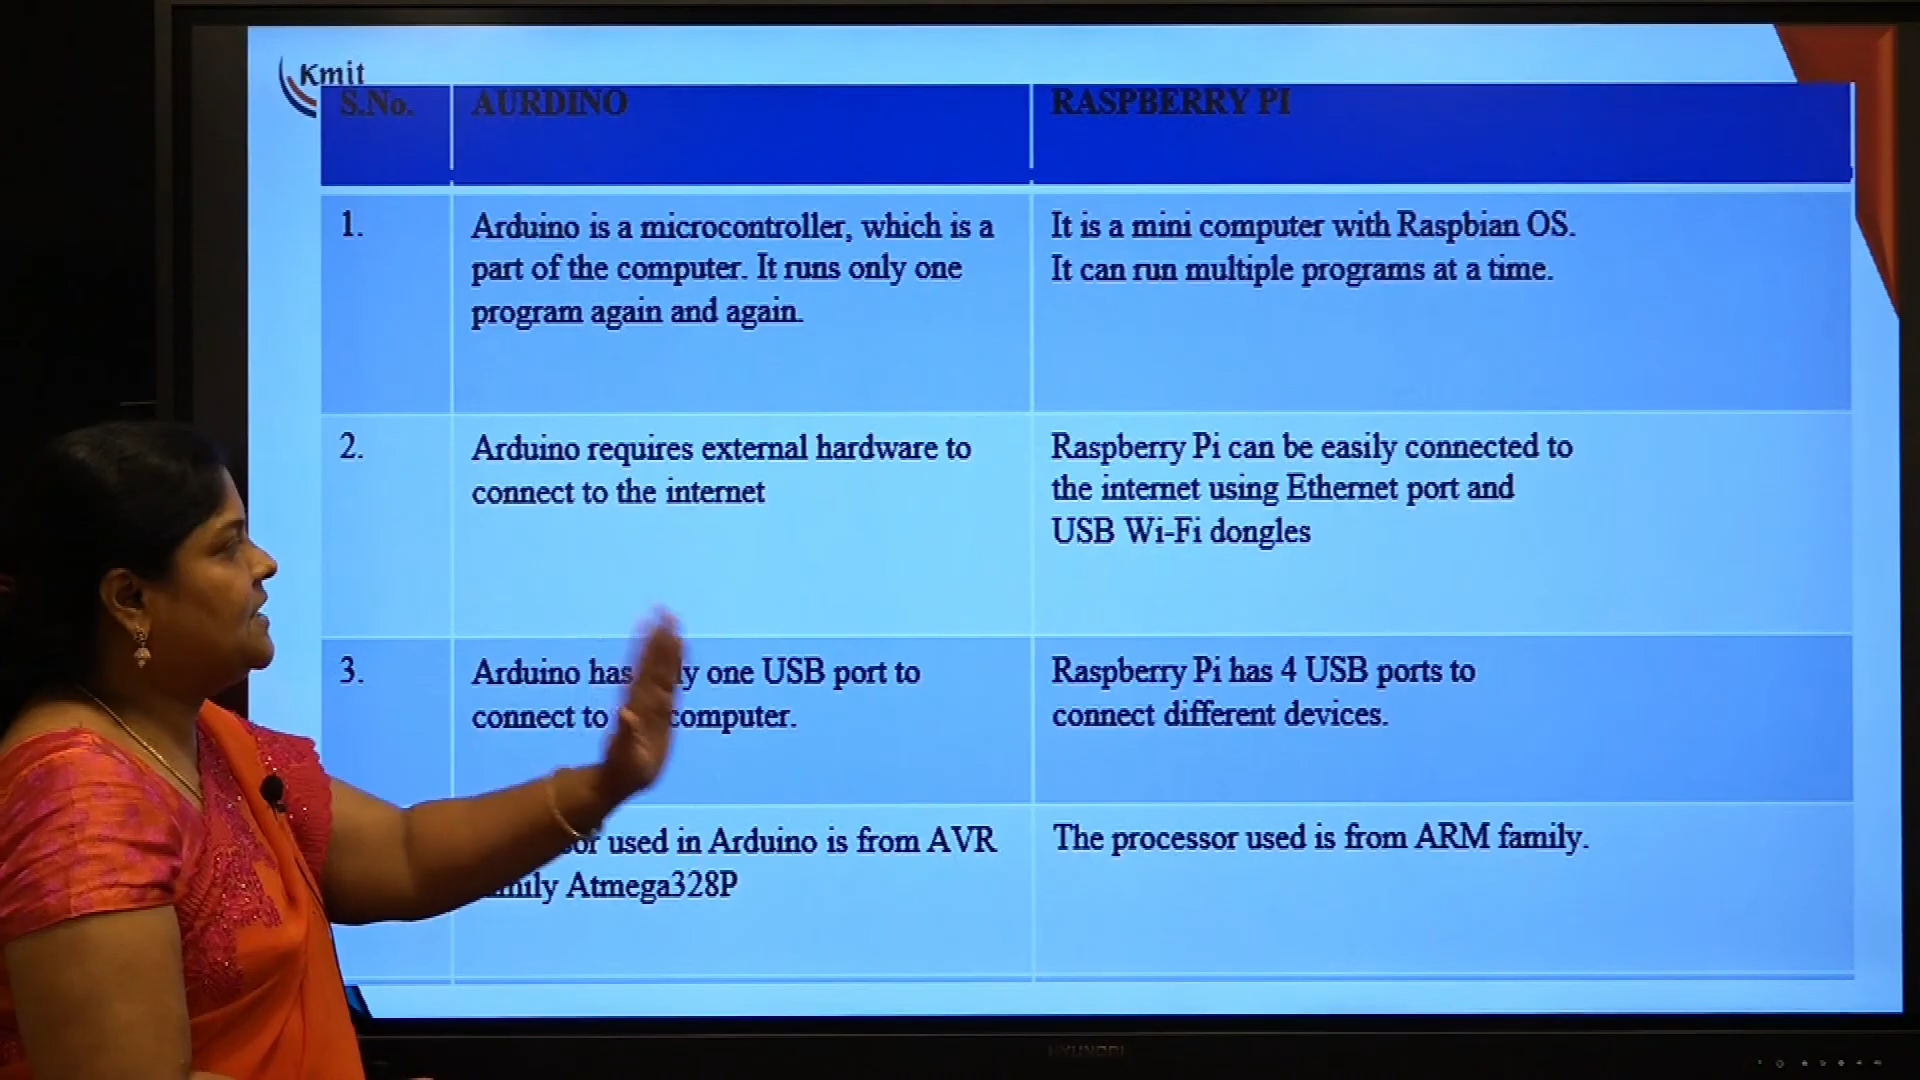 Kmit
S.No. AURDINO RASPBERRY PI
1. Arduino is a microcontroller, which is a
part of the computer. It runs only one
program again and again.
It is a mini computer with Raspbian OS.
It can run multiple programs at a time.
2. Arduino requires external hardware to
connect to the internet
Raspberry Pi can be easily connected to
the internet using Ethernet port and
USB Wi-Fi dongles
3. Arduino has one USB port to
connect to computer.
Raspberry Pi has 4 USB ports to
connect different devices.
used in Arduino is from AVR
Atmega328P
The processor used is from ARM family.
HYUNDAI